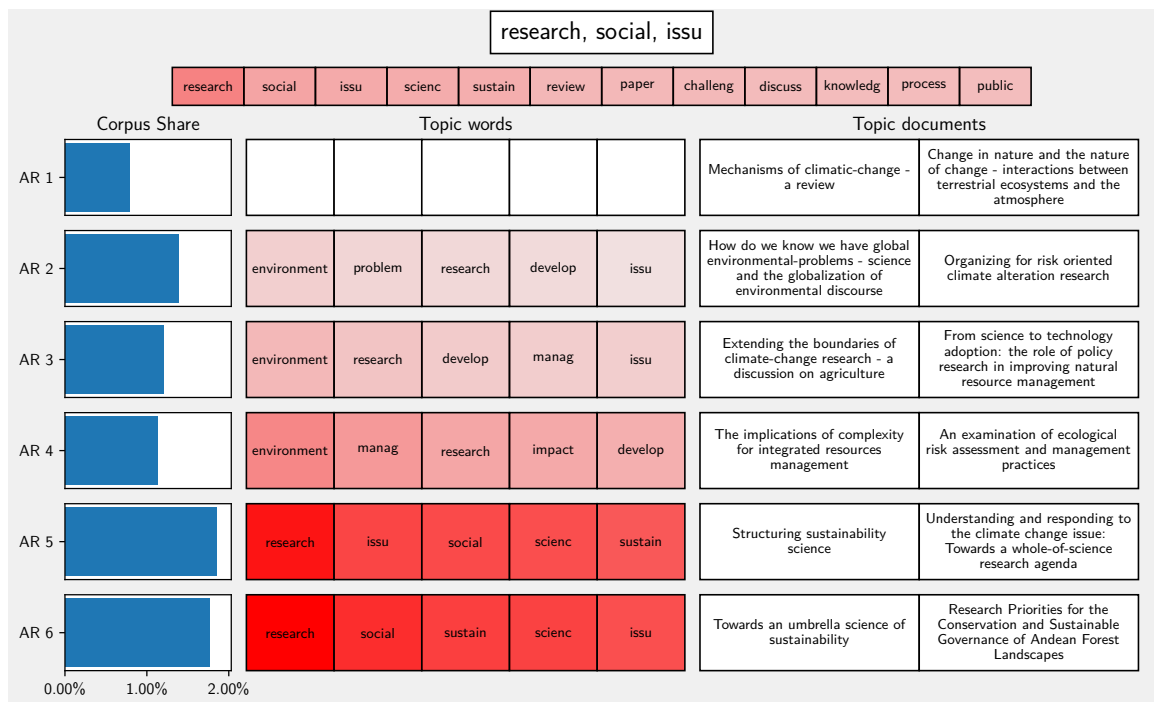 research, social, issu
research social issu scienc sustain review paper challeng discuss knowledg process public
Corpus Share Topic words Topic documents
AR 1
Mechanisms of climatic-change -
a review
Change in nature and the nature
of change - interactions between
terrestrial ecosystems and the
atmosphere
AR 2
environment problem research develop issu
How do we know we have global
environmental-problems - science
and the globalization of
environmental discourse
Organizing for risk oriented
climate alteration research
AR 3
environment research develop manag issu
Extending the boundaries of
climate-change research - a
discussion on agriculture
From science to technology
adoption: the role of policy
research in improving natural
resource management
AR 4
environment manag research impact develop
The implications of complexity
for integrated resources
management
An examination of ecological
risk assessment and management
practices
AR 5
research issu social scienc sustain
Structuring sustainability
science
Understanding and responding to
the climate change issue:
Towards a whole-of-science
research agenda
AR 6
research social sustain scienc issu
Towards an umbrella science of
sustainability
Research Priorities for the
Conservation and Sustainable
Governance of Andean Forest
Landscapes
0.00% 1.00% 2.00%